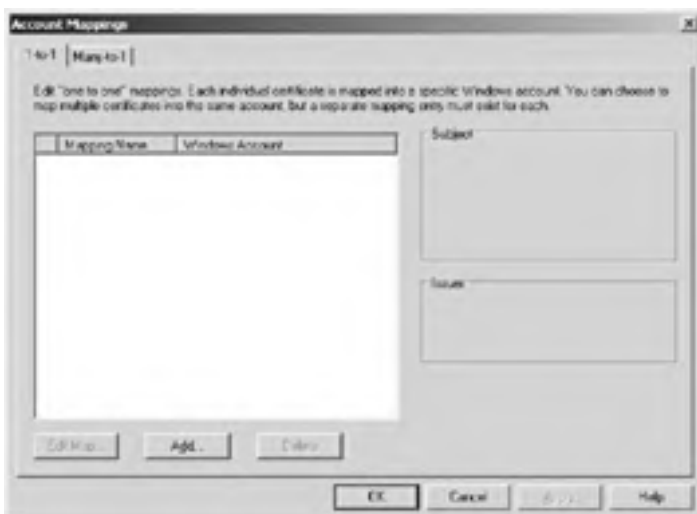 Account Mappings
1-to-1 Many-to-1
Edit "one to one" mappings. Each individual certificate is mapped into a specific Windows account. You can choose to
map multiple certificates into the same account, but a separate mapping entry must exist for each.
Mapping Name Windows Account
Subject
Issuer
Edit Map... Add... Delete
OK Cancel Apply Help